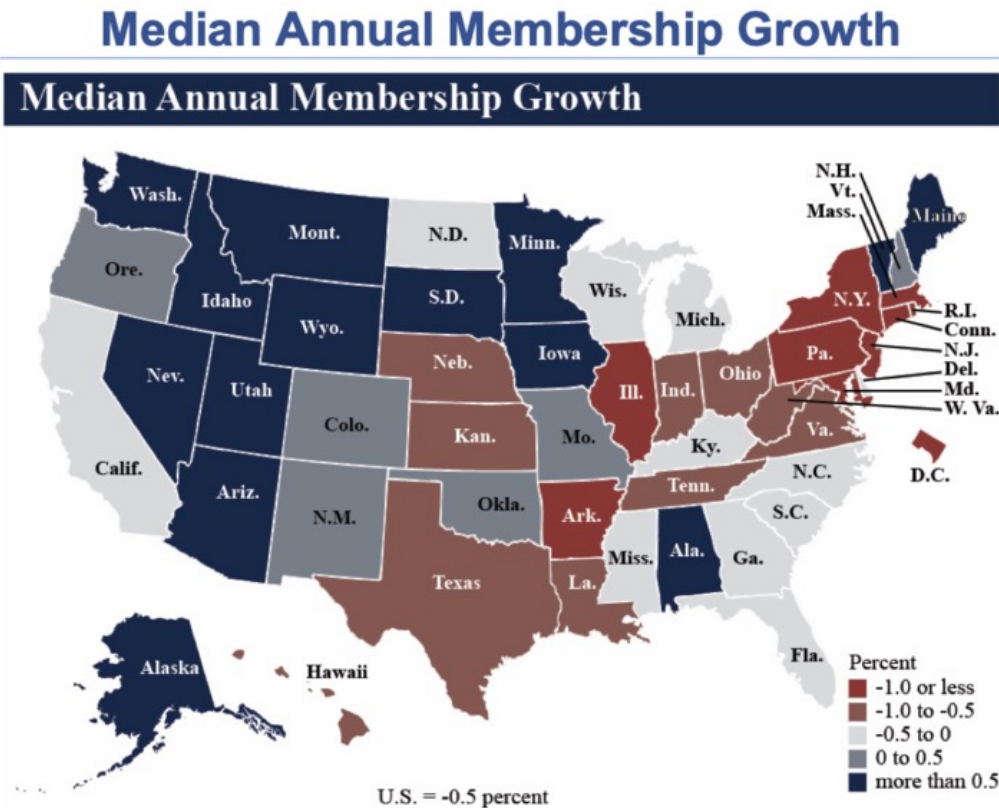 Median Annual Membership Growth
Median Annual Membership Growth
N.H.
Vt.
Mass.
Wash.
Maine
Mont.
N.D.
Minn.
Ore.
Idaho
S.D.
Wis.
N.Y.
Wyo.
Mich.
R.I.
Conn.
Iowa
Pa.
N.J.
Neb.
Ohio
Del.
Nev.
Utah
Ill.
Ind.
Md.
W. Va.
Colo.
Kan.
Mo.
Ky.
Va.
Calif.
N.C.
D.C.
Ariz.
Tenn.
N.M.
Okla.
Ark.
S.C.
Miss.
Ala.
Ga.
Texas
La.
Alaska
Hawaii
Fla.
Percent
-1.0 or less
-1.0 to -0.5
-0.5 to 0
0 to 0.5
more than 0.5
U.S. = -0.5 percent